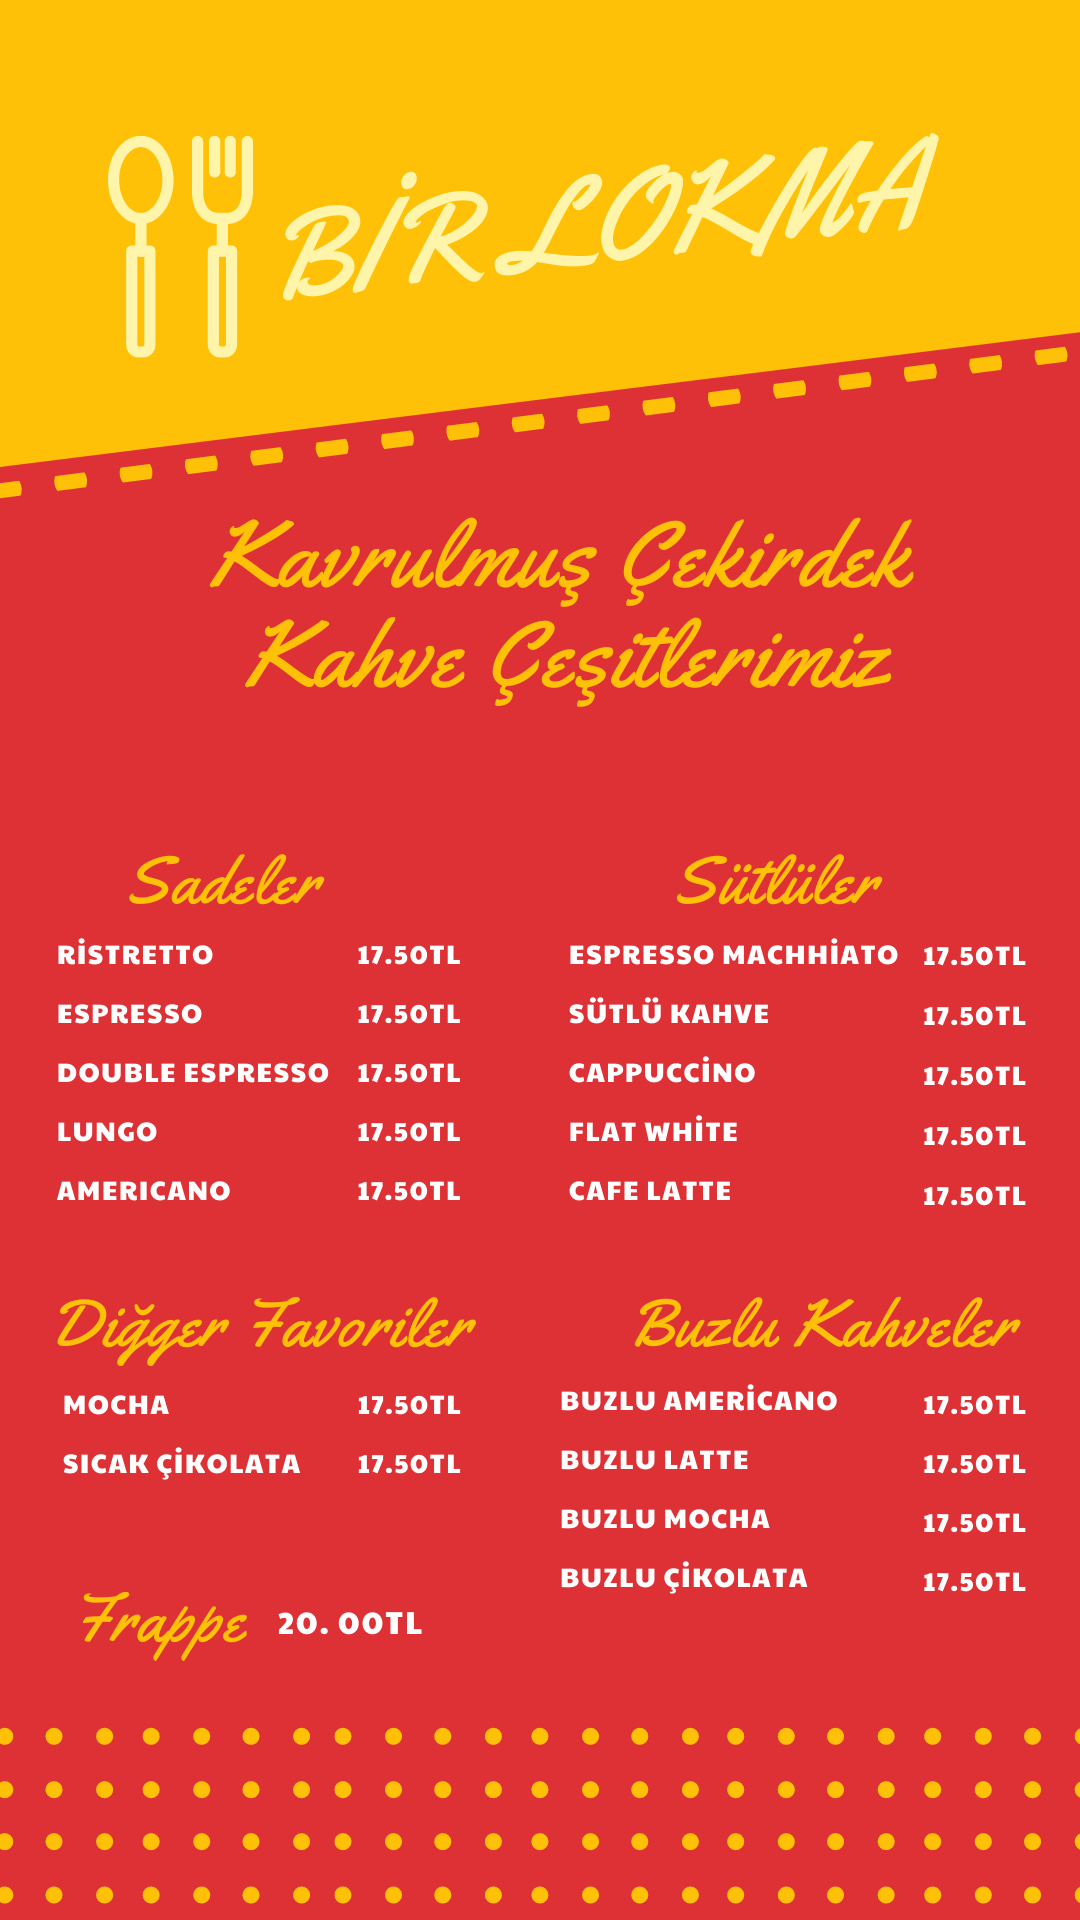 BİR LOKMA
Kavrulmuş Çekirdek
Kahve Çeşitlerimiz
Sadeler
RİSTRETTO 17.50TL
ESPRESSO 17.50TL
DOUBLE ESPRESSO 17.50TL
LUNGO 17.50TL
AMERICANO 17.50TL
Sütlüler
ESPRESSO MACHHİATO 17.50TL
SÜTLÜ KAHVE 17.50TL
CAPPUCCİNO 17.50TL
FLAT WHİTE 17.50TL
CAFE LATTE 17.50TL
Diğger Favoriler
MOCHA 17.50TL
SICAK ÇİKOLATA 17.50TL
Frappe 20. 00TL
Buzlu Kahveler
BUZLU AMERİCANO 17.50TL
BUZLU LATTE 17.50TL
BUZLU MOCHA 17.50TL
BUZLU ÇİKOLATA 17.50TL